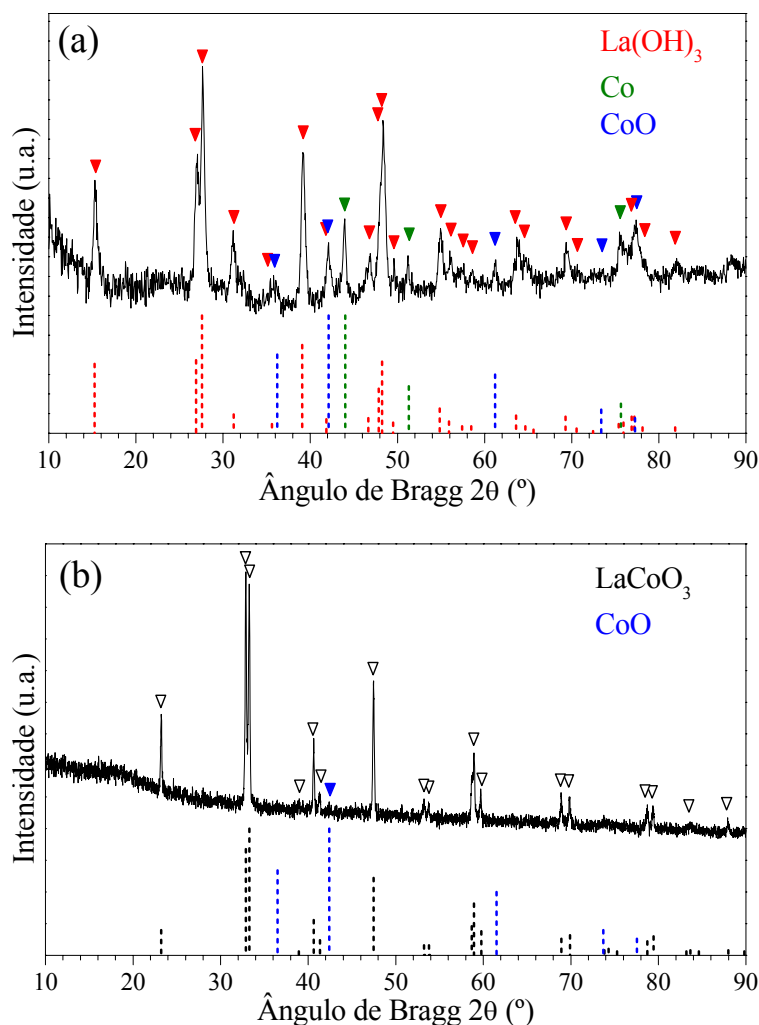 (a)
La(OH)₃
Co
CoO
Intensidade (u.a.)
10 20 30 40 50 60 70 80 90
Ângulo de Bragg 2θ (º)
(b)
LaCoO₃
CoO
Intensidade (u.a.)
10 20 30 40 50 60 70 80 90
Ângulo de Bragg 2θ (º)